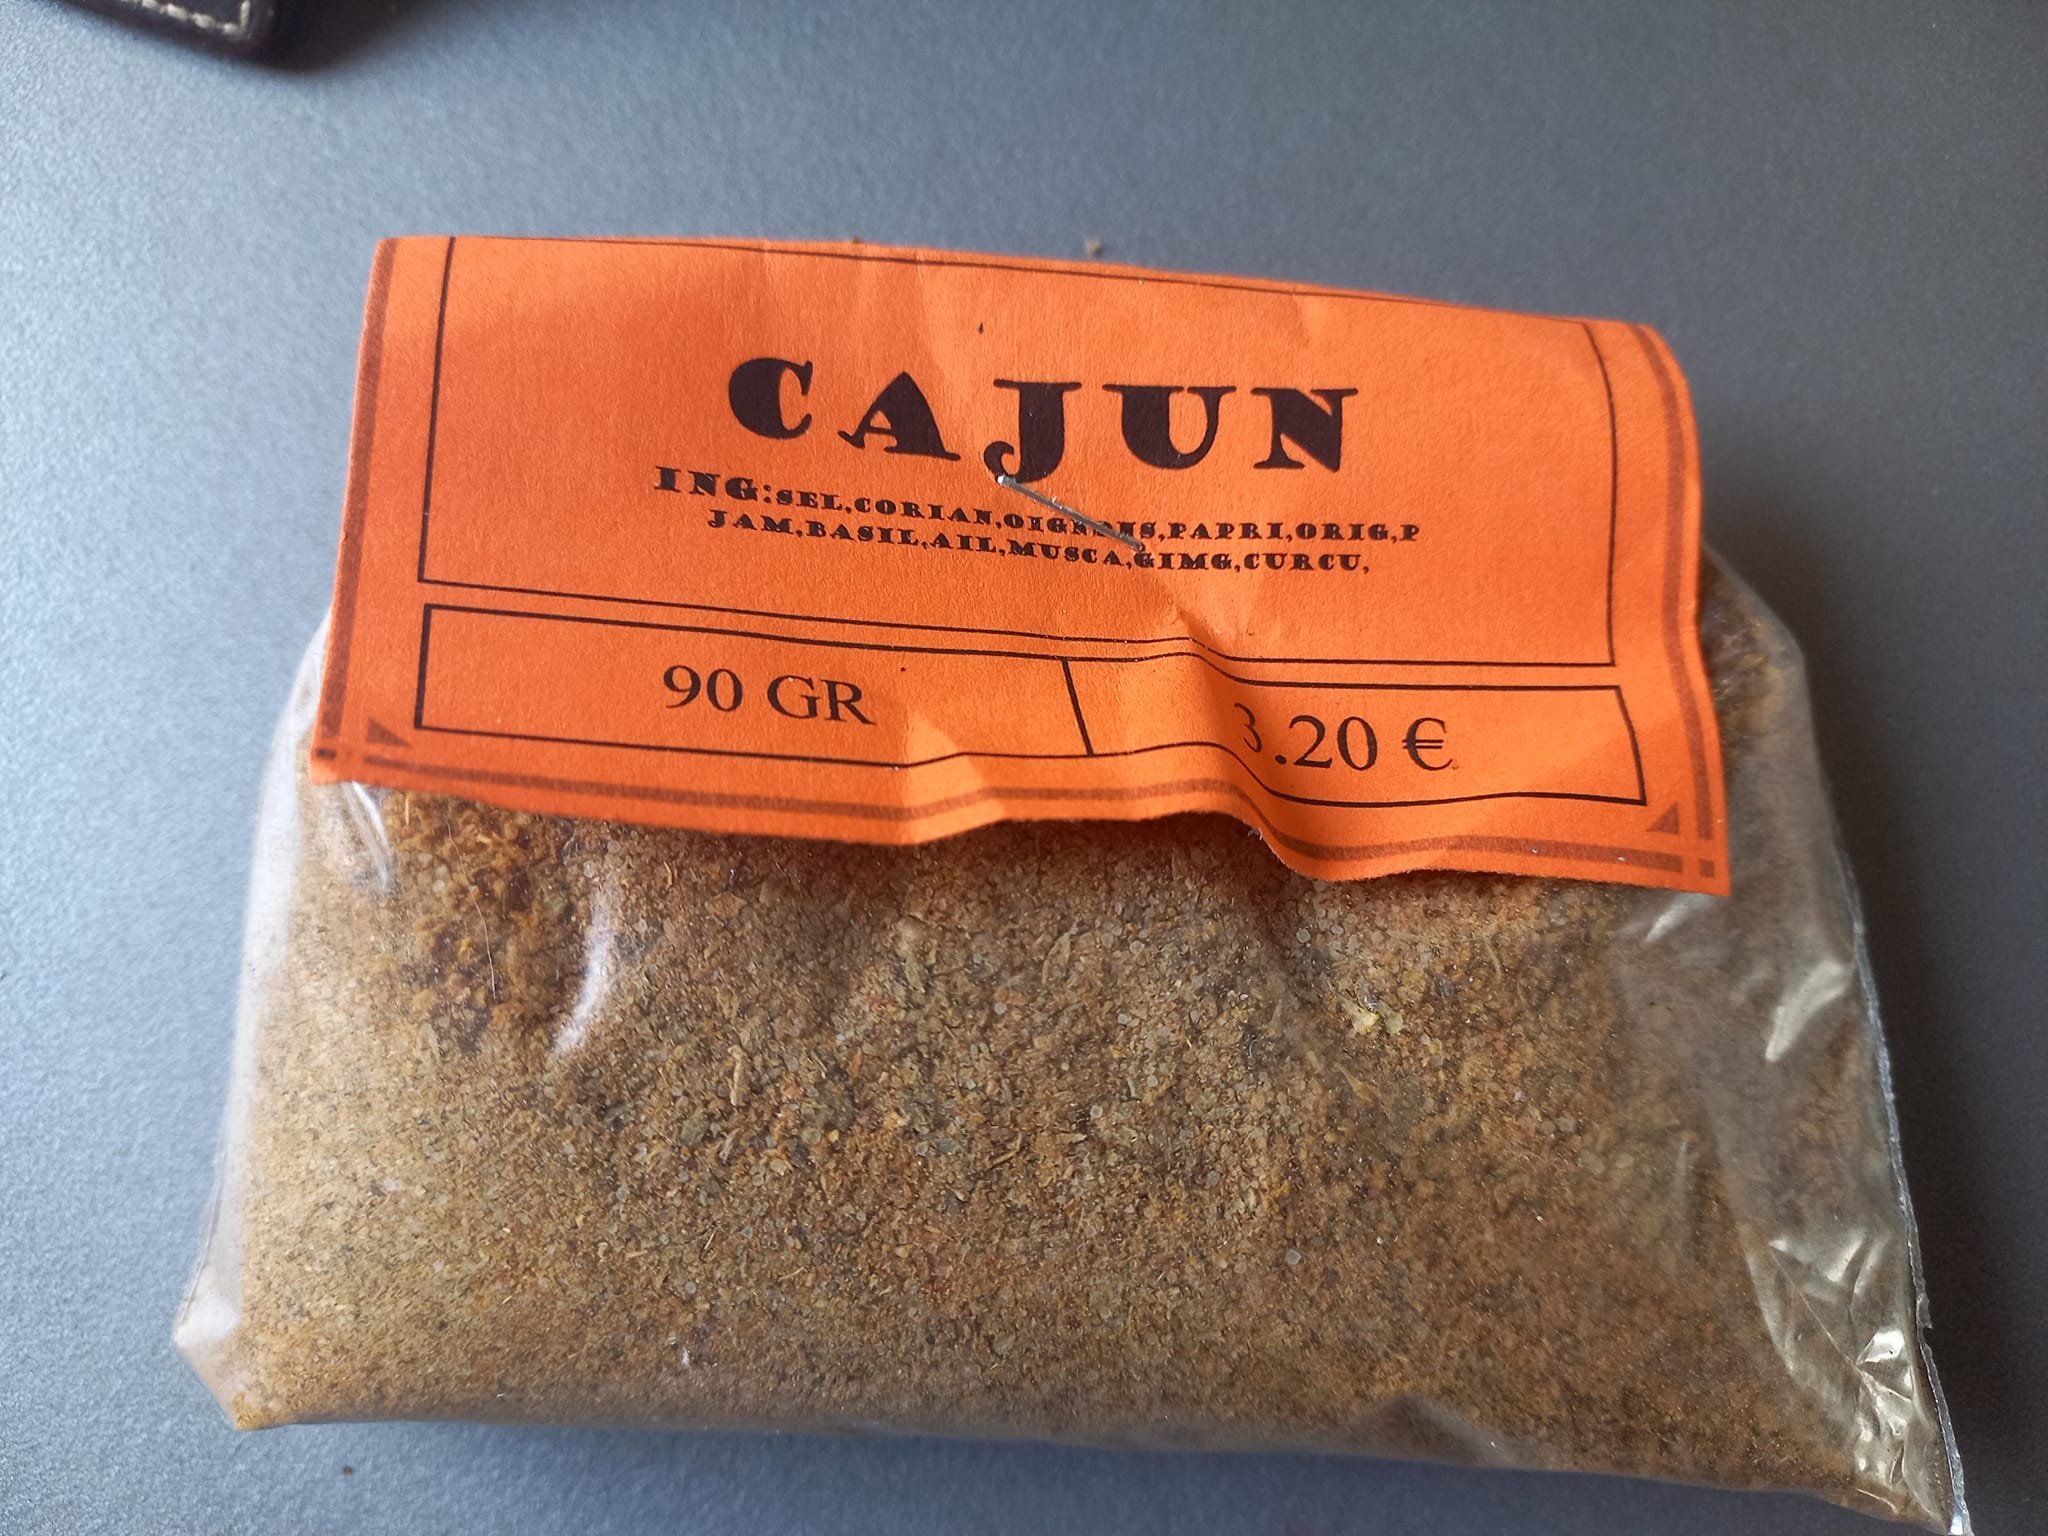 CAJUN
ING:SEL,CORIAN,OIGNONS,PAPRI,ORIG,P
JAM,BASIL,AIL,MUSCA,GIMG,CURCU,
90 GR
3.20 €